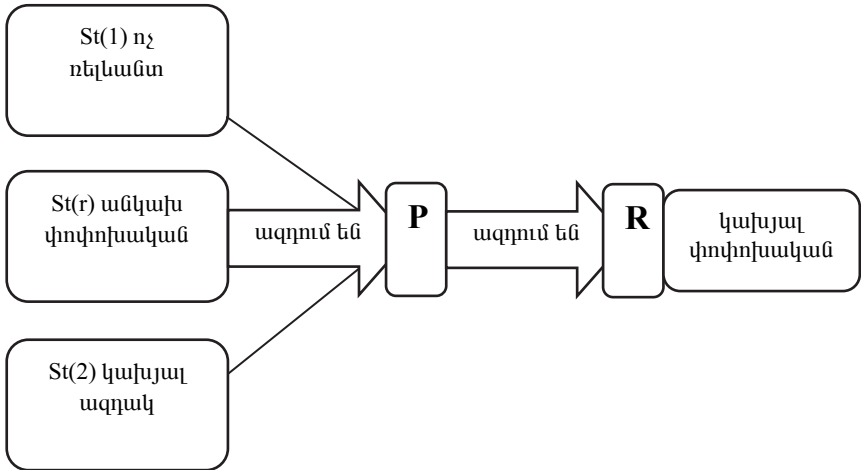 St(1) ոչ
ռելևանտ
St(r) անկախ
փոփոխական
ազդում են
P
ազդում են
R
կախյալ
փոփոխական
St(2) կախյալ
ազդակ